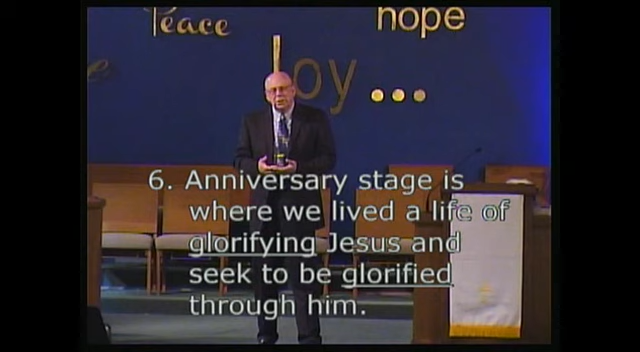 Peace
hope
Joy...
6. Anniversary stage is
where we lived a life of
glorifying Jesus and
seek to be glorified
through him.